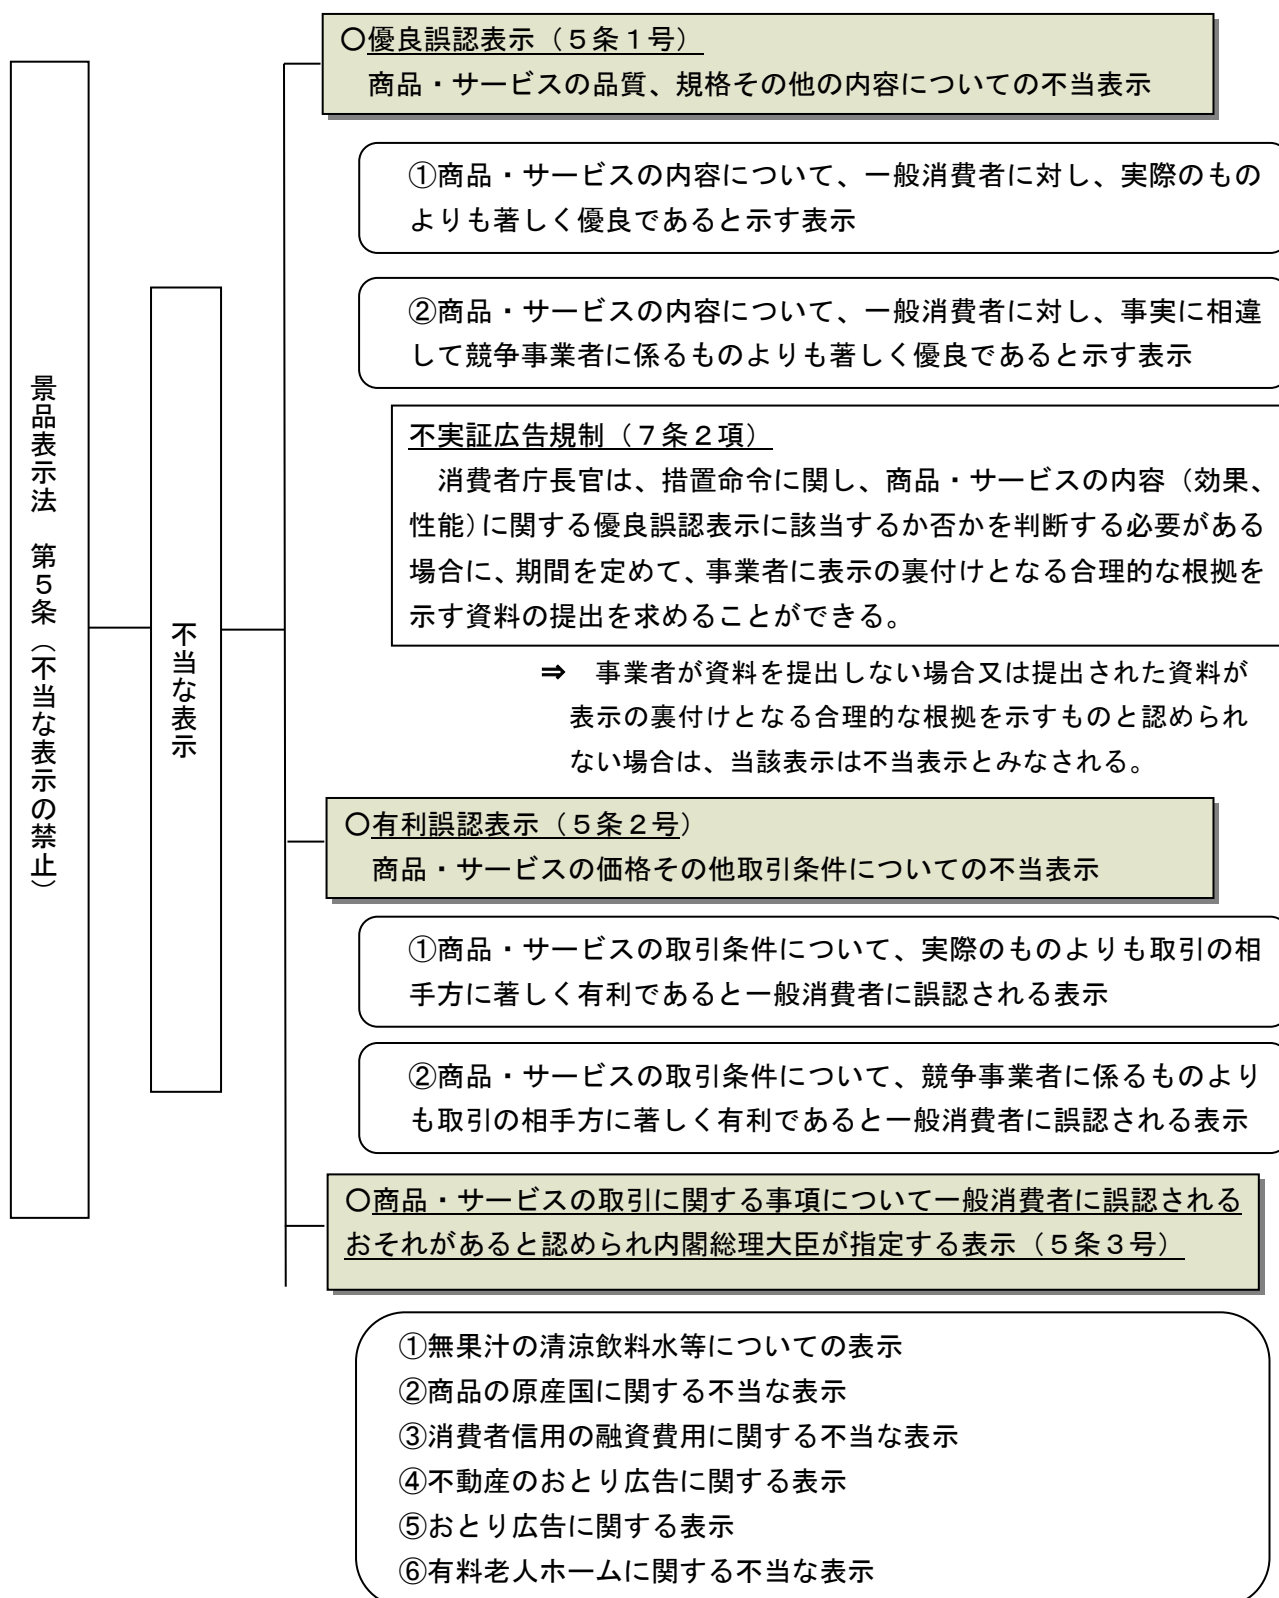 景品表示法　第５条（不当な表示の禁止）
不当な表示
〇優良誤認表示（５条１号）
商品・サービスの品質、規格その他の内容についての不当表示
①商品・サービスの内容について、一般消費者に対し、実際のもの
よりも著しく優良であると示す表示
②商品・サービスの内容について、一般消費者に対し、事実に相違
して競争事業者に係るものよりも著しく優良であると示す表示
不実証広告規制（７条２項）
消費者庁長官は、措置命令に関し、商品・サービスの内容（効果、
性能）に関する優良誤認表示に該当するか否かを判断する必要がある
場合に、期間を定めて、事業者に表示の裏付けとなる合理的な根拠を
示す資料の提出を求めることができる。
⇒　事業者が資料を提出しない場合又は提出された資料が
表示の裏付けとなる合理的な根拠を示すものと認められ
ない場合は、当該表示は不当表示とみなされる。
〇有利誤認表示（５条２号）
商品・サービスの価格その他取引条件についての不当表示
①商品・サービスの取引条件について、実際のものよりも取引の相
手方に著しく有利であると一般消費者に誤認される表示
②商品・サービスの取引条件について、競争事業者に係るものより
も取引の相手方に著しく有利であると一般消費者に誤認される表示
〇商品・サービスの取引に関する事項について一般消費者に誤認される
おそれがあると認められ内閣総理大臣が指定する表示（５条３号）
①無果汁の清涼飲料水等についての表示
②商品の原産国に関する不当な表示
③消費者信用の融資費用に関する不当な表示
④不動産のおとり広告に関する表示
⑤おとり広告に関する表示
⑥有料老人ホームに関する不当な表示